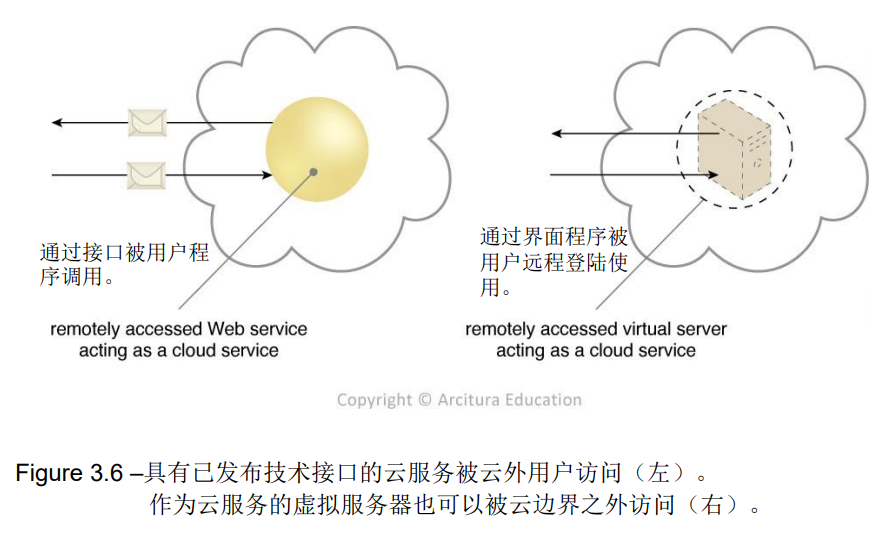 通过接口被用户程
序调用。
通过界面程序被
用户远程登陆使
用。
remotely accessed Web service
acting as a cloud service
remotely accessed virtual server
acting as a cloud service
Copyright © Arcitura Education
Figure 3.6 –具有已发布技术接口的云服务被云外用户访问（左）。
作为云服务的虚拟服务器也可以被云边界之外访问（右）。